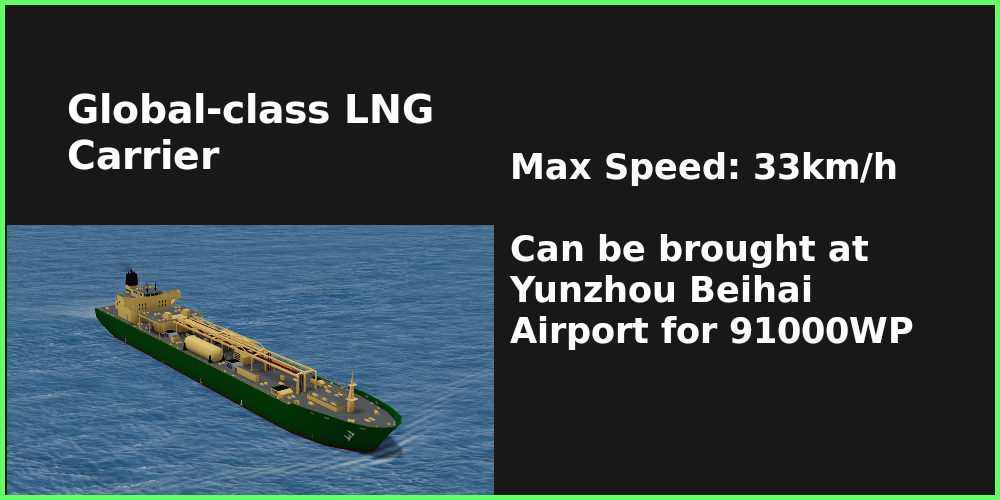 Global-class LNG
Carrier
Max Speed: 33km/h
Can be brought at
Yunzhou Beihai
Airport for 91000WP